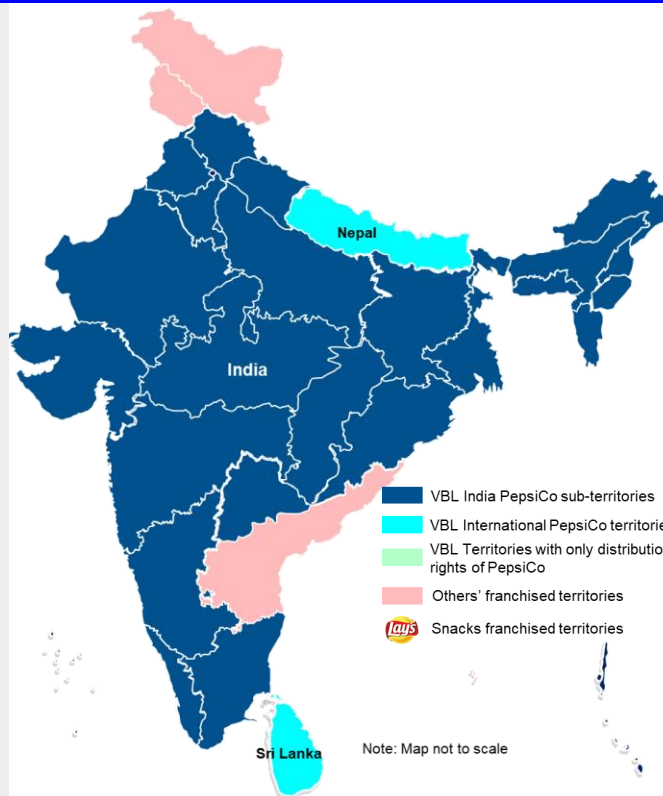 Nepal
India
VBL India PepsiCo sub-territories
VBL International PepsiCo territorie
VBL Territories with only distributio
rights of PepsiCo
Others’ franchised territories
Lay's Snacks franchised territories
Note: Map not to scale
Sri Lanka